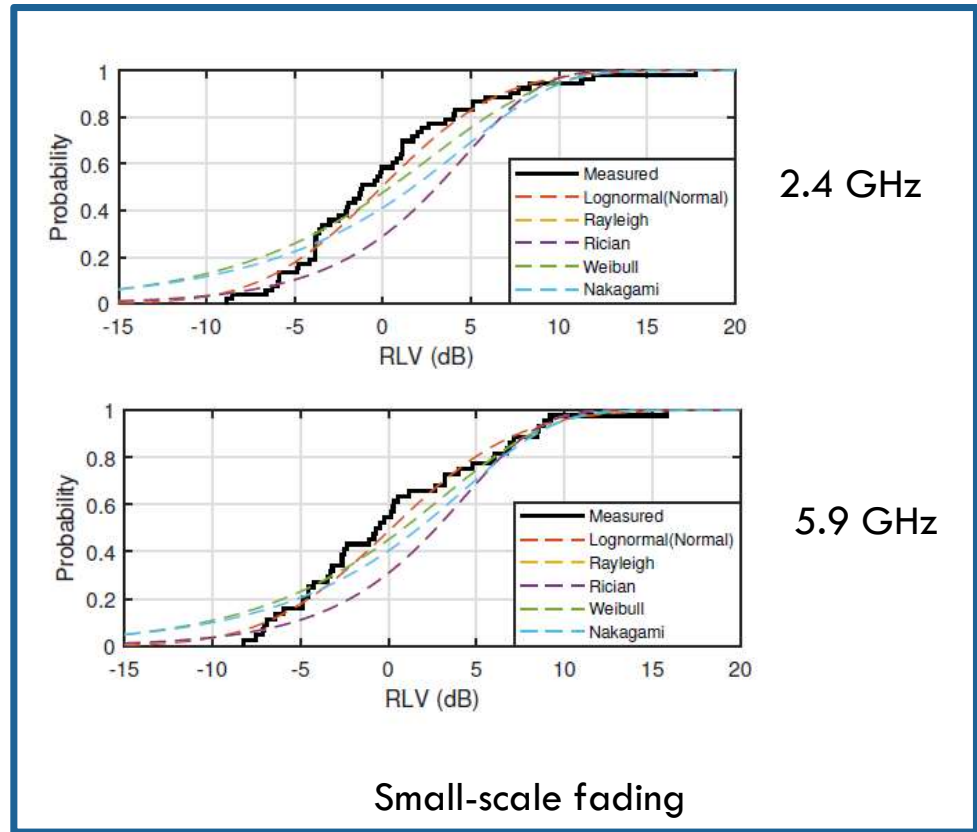 1
0.8
0.6
0.4
0.2
0
Probability
-15 -10 -5 0 5 10 15 20
RLV (dB)
Measured
Lognormal(Normal)
Rayleigh
Rician
Weibull
Nakagami
2.4 GHz
1
0.8
0.6
0.4
0.2
0
Probability
-15 -10 -5 0 5 10 15 20
RLV (dB)
Measured
Lognormal(Normal)
Rayleigh
Rician
Weibull
Nakagami
5.9 GHz
Small-scale fading